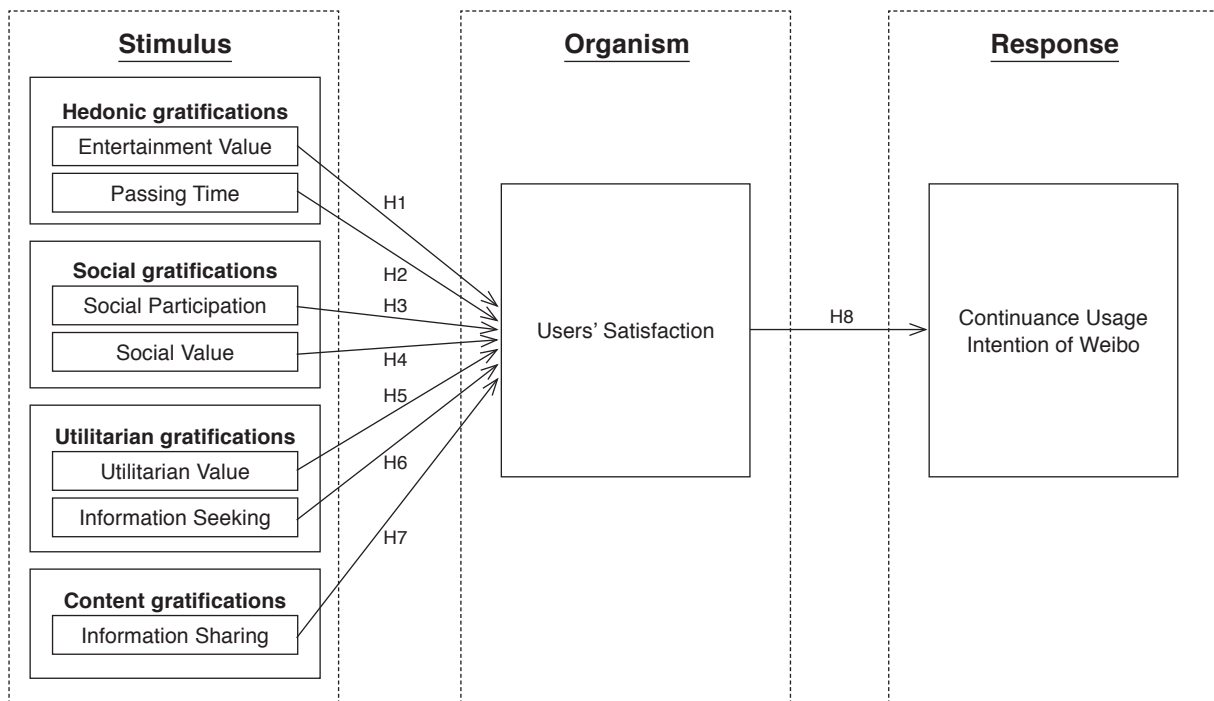 Stimulus
Hedonic gratifications
Entertainment Value
Passing Time
Social gratifications
Social Participation
Social Value
Utilitarian gratifications
Utilitarian Value
Information Seeking
Content gratifications
Information Sharing
H1
H2
H3
H4
H5
H6
H7
Organism
Users’ Satisfaction
H8
Response
Continuance Usage
Intention of Weibo